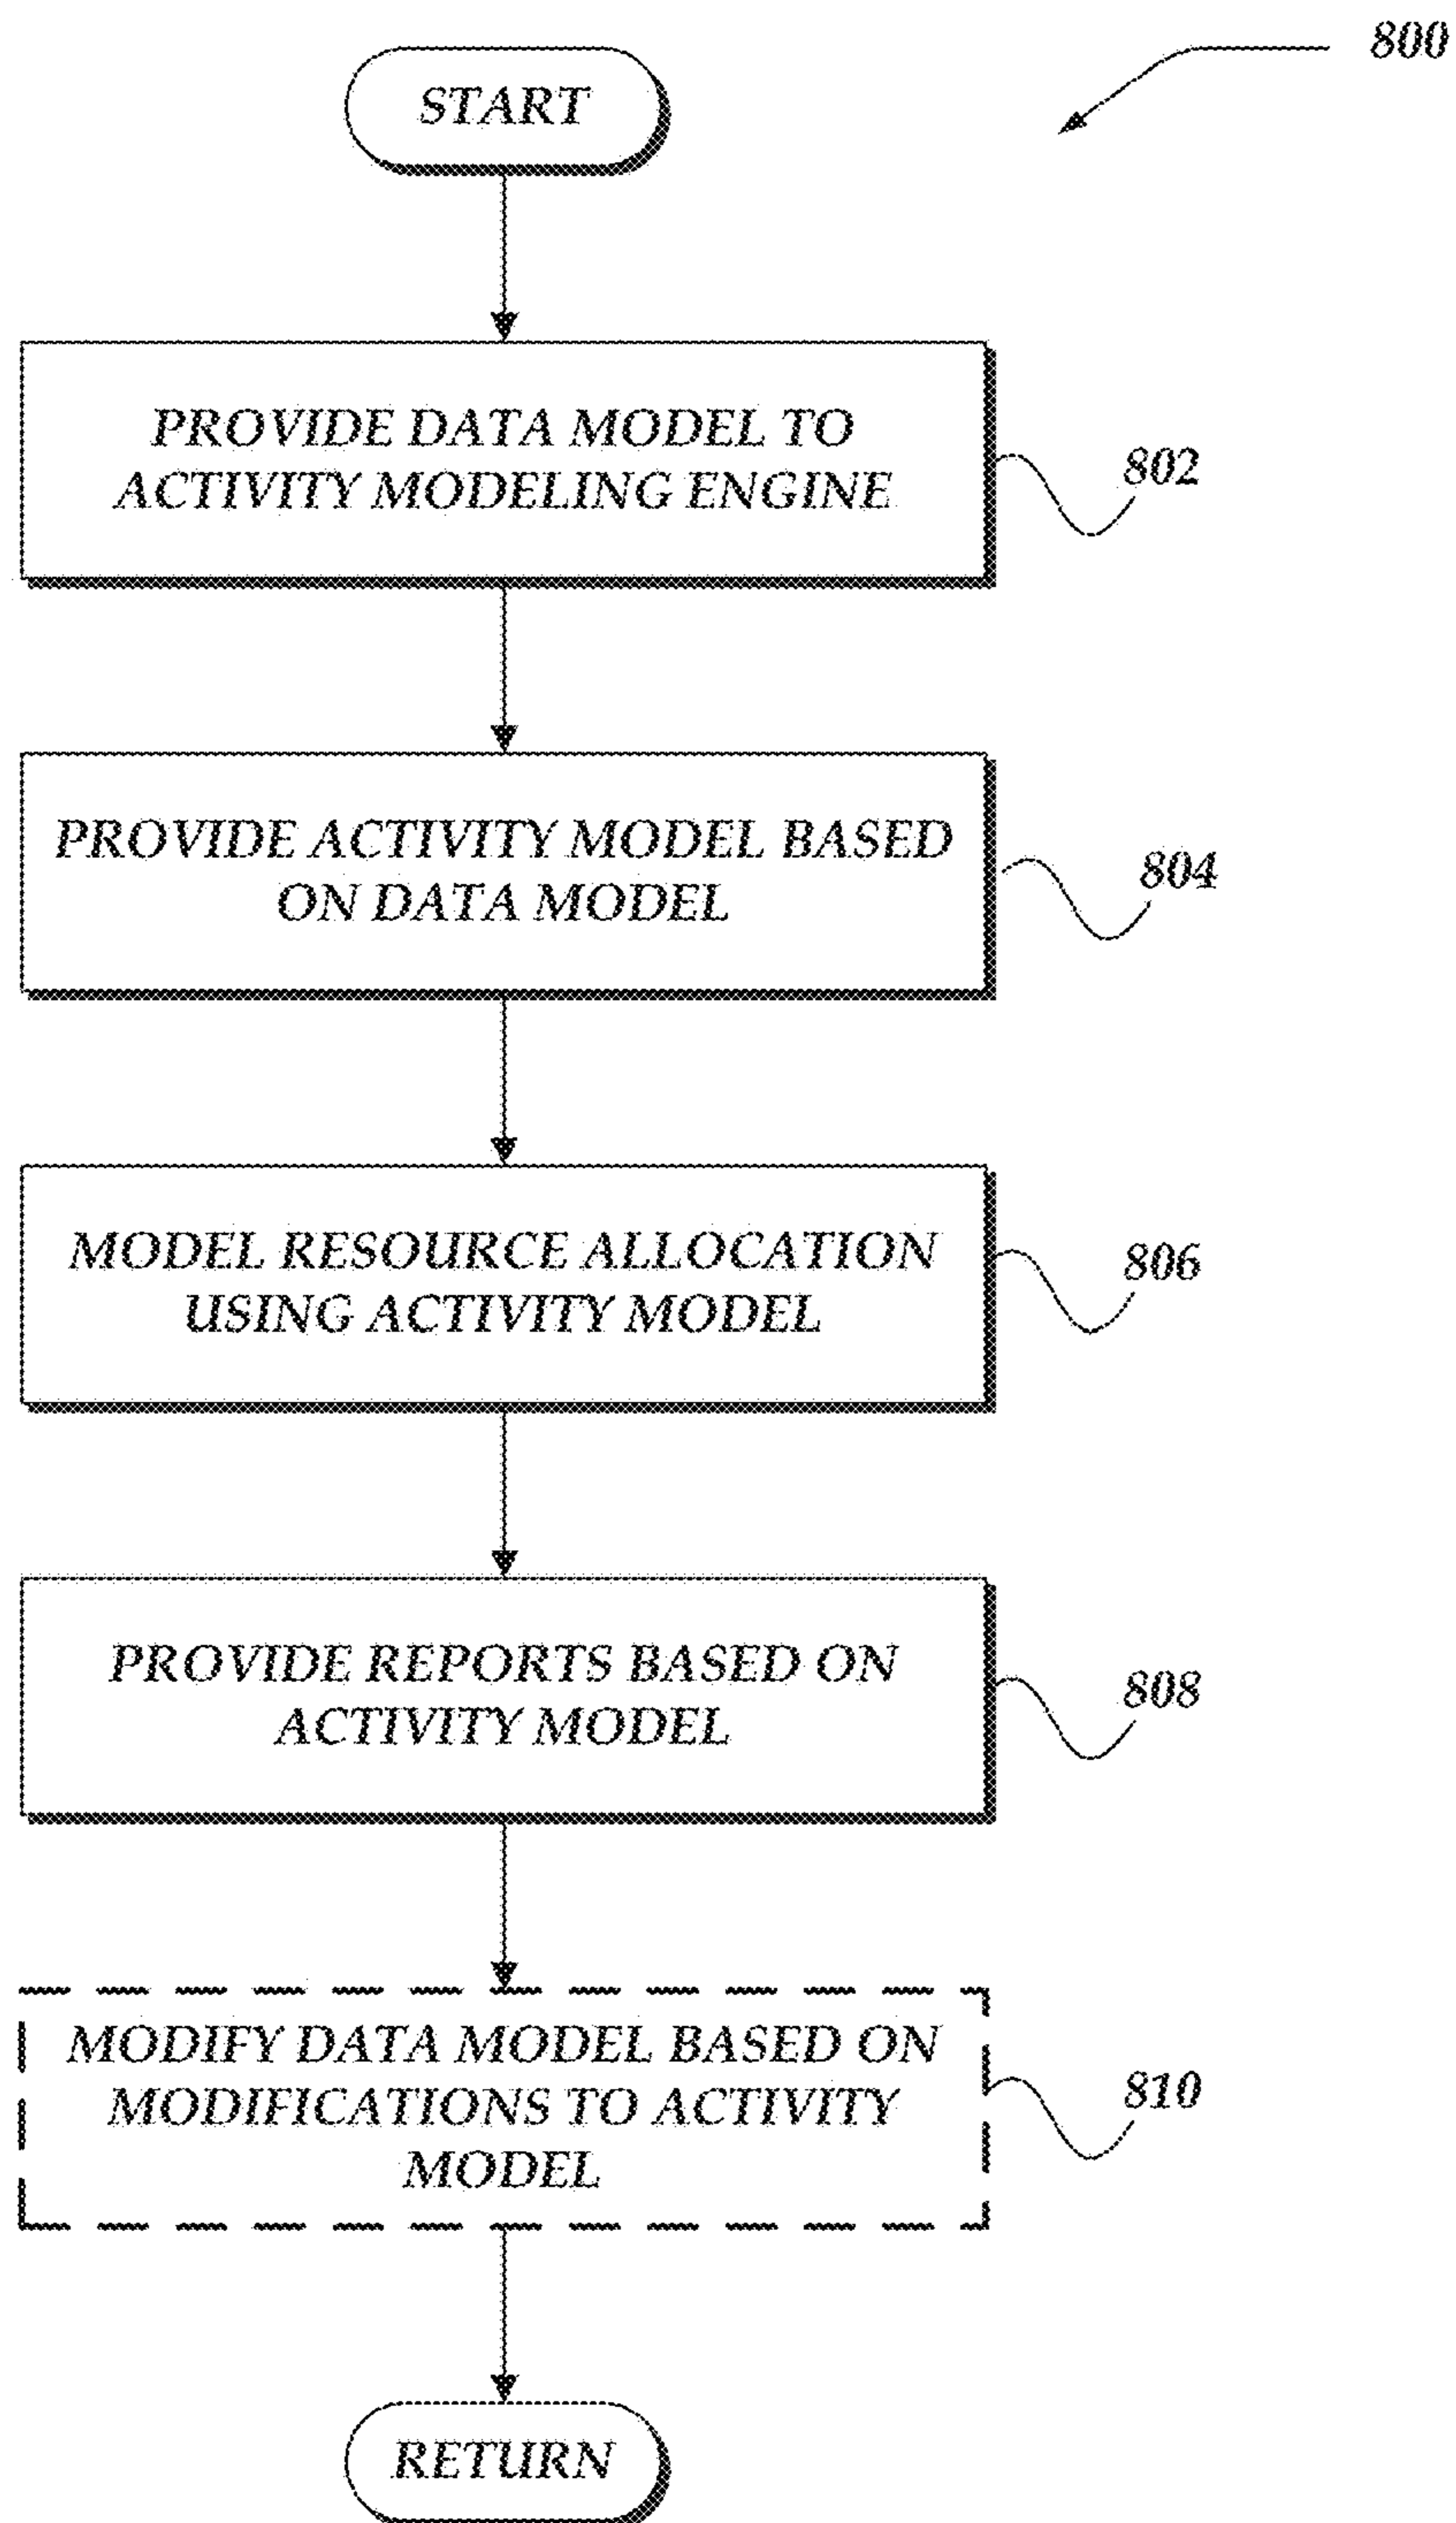 800
START
PROVIDE DATA MODEL TO
ACTIVITY MODELING ENGINE
802
PROVIDE ACTIVITY MODEL BASED
ON DATA MODEL
804
MODEL RESOURCE ALLOCATION
USING ACTIVITY MODEL
806
PROVIDE REPORTS BASED ON
ACTIVITY MODEL
808
MODIFY DATA MODEL BASED ON
MODIFICATIONS TO ACTIVITY
MODEL
810
RETURN